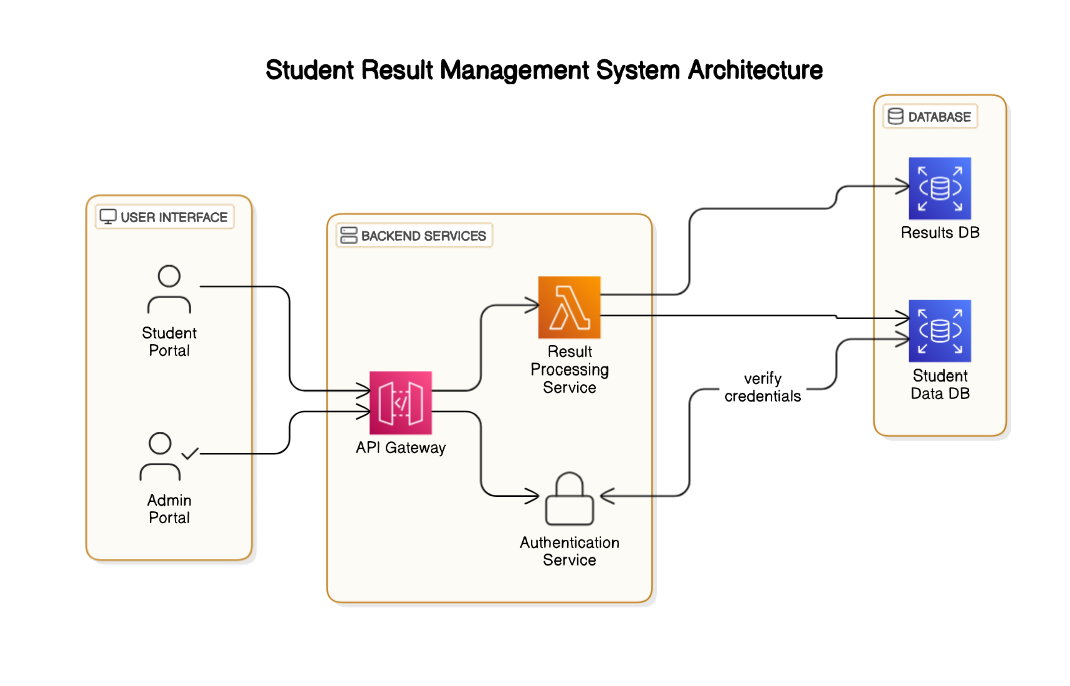 Student Result Management System Architecture
DATABASE
Results DB
Student
Data DB
USER INTERFACE
Student
Portal
Admin
Portal
BACKEND SERVICES
Result
Processing
Service
API Gateway
Authentication
Service
verify
credentials